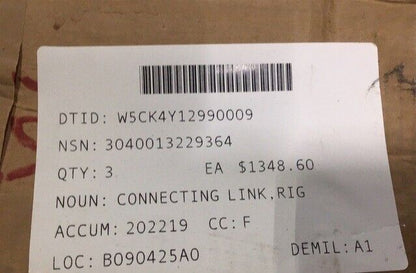 DTID: W5CK4Y12990009
NSN: 3040013229364
QTY: 3 EA $1348.60
NOUN: CONNECTING LINK,RIG
ACCUM: 202219 CC: F
LOC: B090425A0 DEMIL: A1